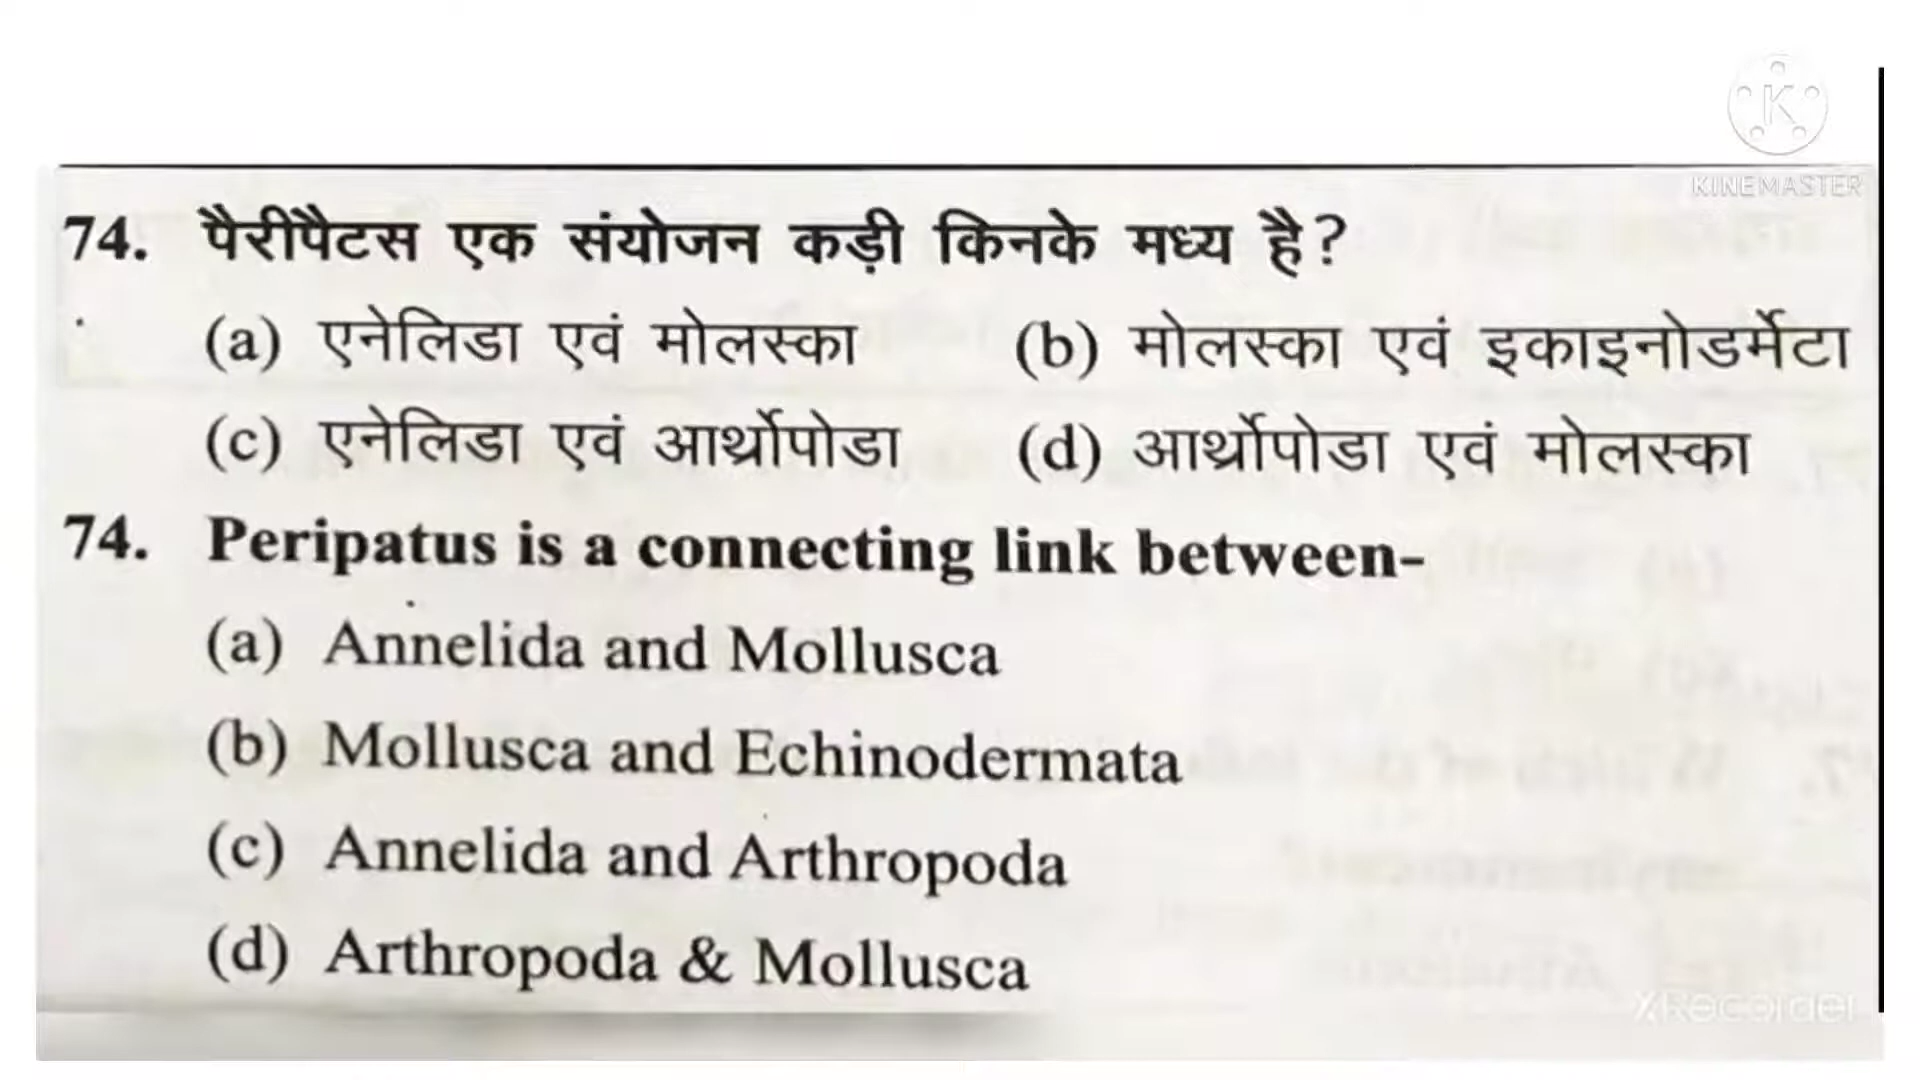 KINEMASTER
74. पैरीपैटस एक संयोजन कड़ी किनके मध्य है?
(a) एनेलिडा एवं मोलस्का (b) मोलस्का एवं इकाइनोडर्मेटा
(c) एनेलिडा एवं आर्थ्रोपोडा (d) आर्थ्रोपोडा एवं मोलस्का
74. Peripatus is a connecting link between-
(a) Annelida and Mollusca
(b) Mollusca and Echinodermata
(c) Annelida and Arthropoda
(d) Arthropoda & Mollusca
XRecorder